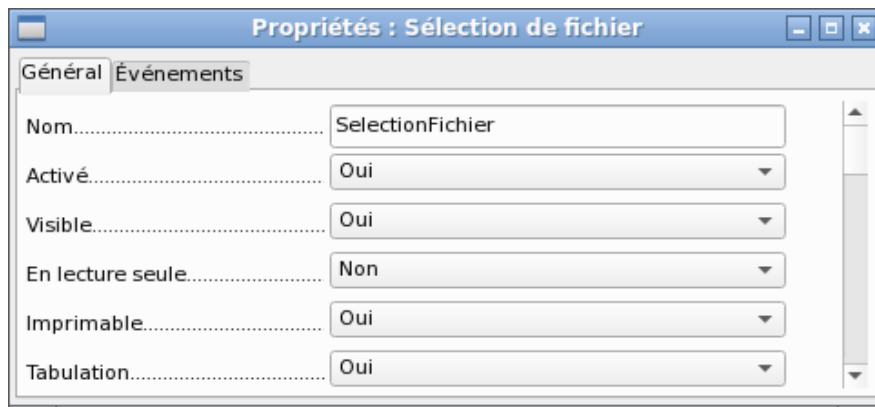 Propriétés : Sélection de fichier
Général Événements
Nom............................................ SelectionFichier
Activé......................................... Oui
Visible........................................ Oui
En lecture seule........................ Non
Imprimable................................ Oui
Tabulation.................................. Oui